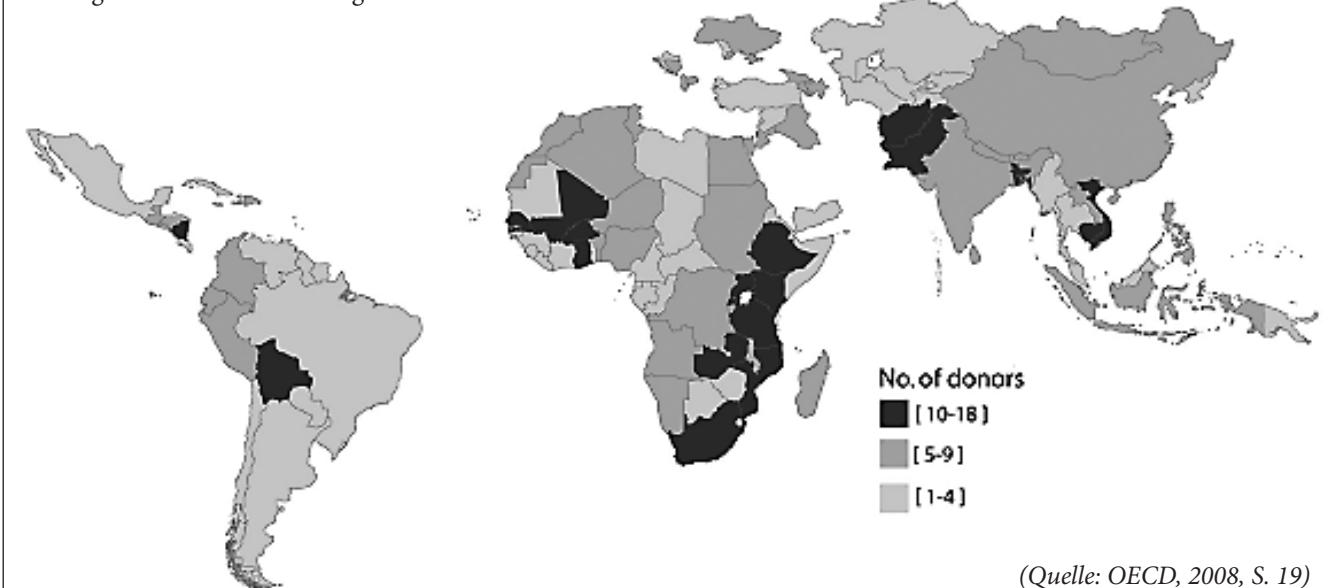 No. of donors
[ 10-18 ]
[ 5-9 ]
[ 1-4 ]
(Quelle: OECD, 2008, S. 19)